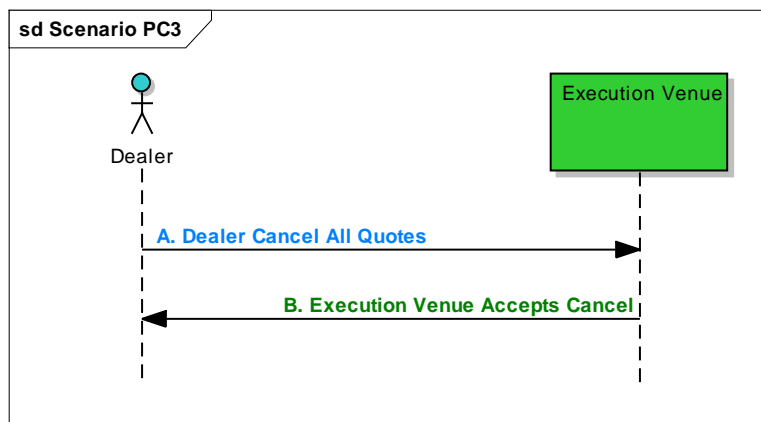 sd Scenario PC3
Execution Venue
Dealer
A. Dealer Cancel All Quotes
B. Execution Venue Accepts Cancel